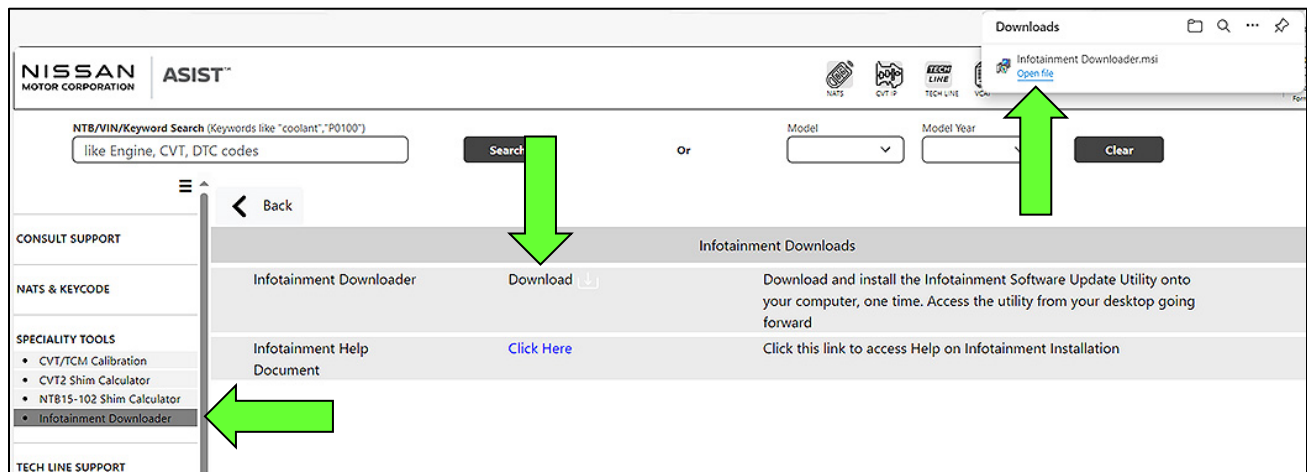 Downloads
Infotainment Downloader.msi
Open file
NISSAN
MOTOR CORPORATION
ASIST™
NATS
CVT IP
TECH LINE
TECH LINE
NTB/VIN/Keyword Search (Keywords like "coolant","P0100")
like Engine, CVT, DTC codes
Search
Or
Model
Model Year
Clear
Back
CONSULT SUPPORT
NATS & KEYCODE
SPECIALITY TOOLS
• CVT/TCM Calibration
• CVT2 Shim Calculator
• NTB15-102 Shim Calculator
• Infotainment Downloader
TECH LINE SUPPORT
Infotainment Downloads
Infotainment Downloader
Download
Download and install the Infotainment Software Update Utility onto
your computer, one time. Access the utility from your desktop going
forward
Infotainment Help
Document
Click Here
Click this link to access Help on Infotainment Installation